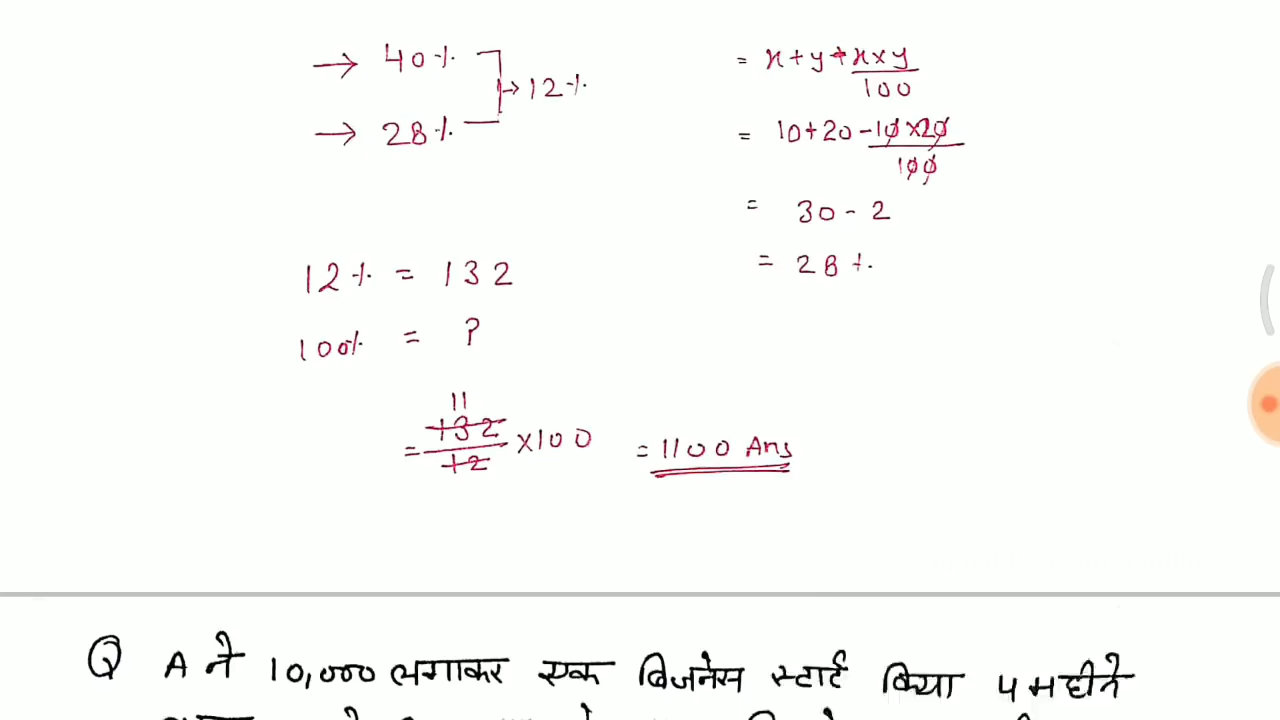 → 40%
→ 12%
→ 28%
= x+y+x×y/100
= 10+20-10×20/100
= 30-2
= 28%
12% = 132
100% = ?
11
= 132/12 ×100 = 1100 Ans
Q A ने 10,000 लगाकर एक बिजनेस स्टार्ट किया 4 महीने